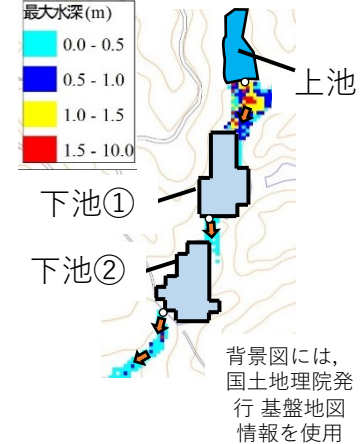 最大水深(m)
0.0 - 0.5
0.5 - 1.0
1.0 - 1.5
1.5 - 10.0
上池
下池①
下池②
背景図には,
国土地理院発
行 基盤地図
情報を使用